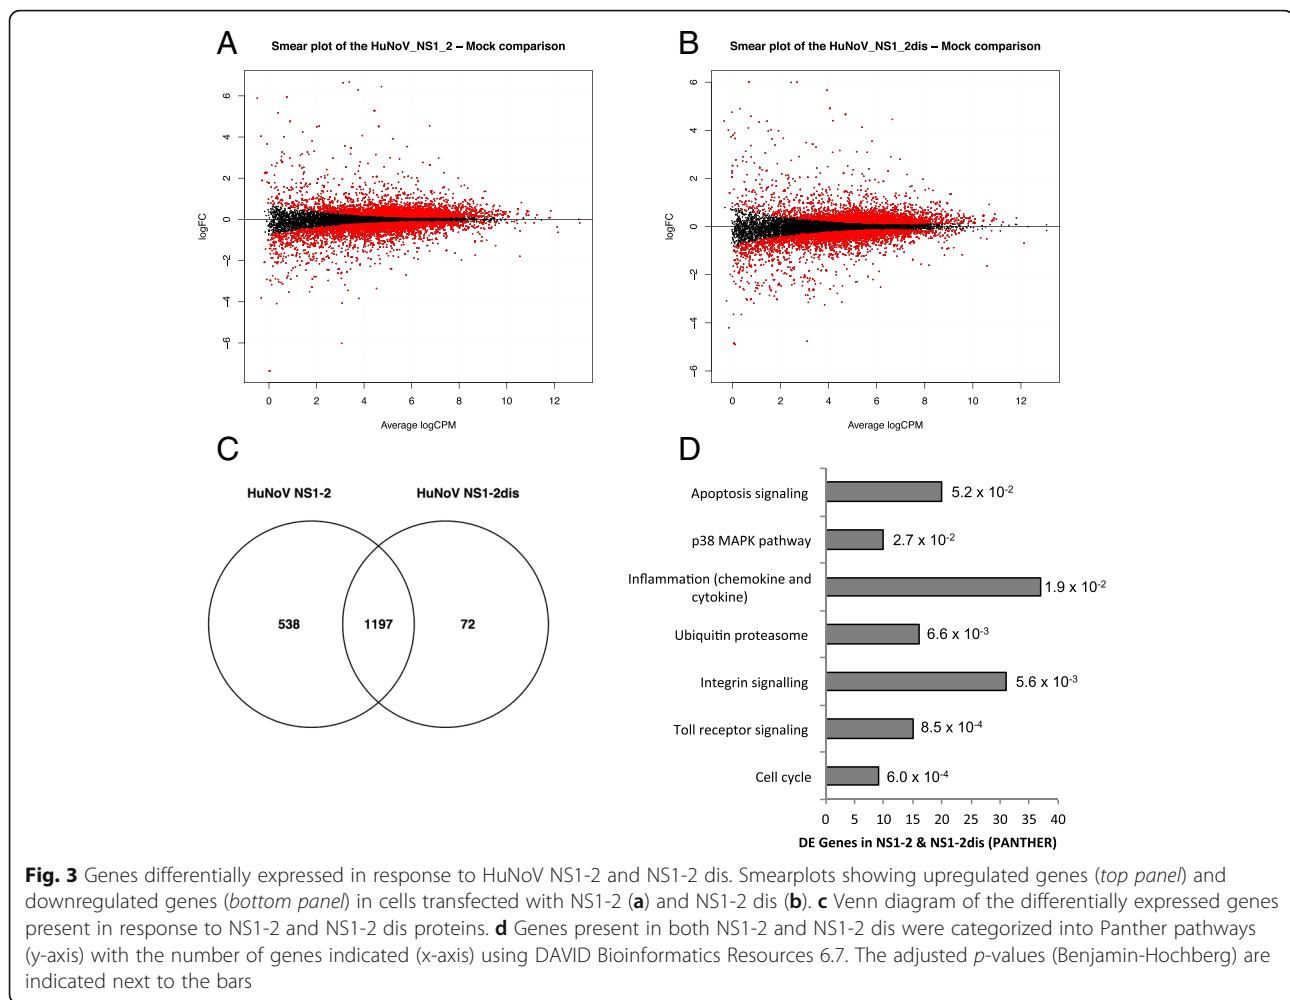 A
Smear plot of the HuNoV_NS1_2 – Mock comparison
logFC
6
4
2
0
−2
−4
−6
0 2 4 6 8 10 12
Average logCPM
B
Smear plot of the HuNoV_NS1_2dis – Mock comparison
logFC
6
4
2
0
−2
−4
−6
0 2 4 6 8 10 12
Average logCPM
C
HuNoV NS1-2 HuNoV NS1-2dis
538 1197 72
D
Apoptosis signaling 5.2 x 10⁻²
p38 MAPK pathway 2.7 x 10⁻²
Inflammation (chemokine and
cytokine) 1.9 x 10⁻²
Ubiquitin proteasome 6.6 x 10⁻³
Integrin signalling 5.6 x 10⁻³
Toll receptor signaling 8.5 x 10⁻⁴
Cell cycle 6.0 x 10⁻⁴
0 5 10 15 20 25 30 35 40
DE Genes in NS1-2 & NS1-2dis (PANTHER)
Fig. 3 Genes differentially expressed in response to HuNoV NS1-2 and NS1-2 dis. Smearplots showing upregulated genes (top panel) and
downregulated genes (bottom panel) in cells transfected with NS1-2 (a) and NS1-2 dis (b). c Venn diagram of the differentially expressed genes
present in response to NS1-2 and NS1-2 dis proteins. d Genes present in both NS1-2 and NS1-2 dis were categorized into Panther pathways
(y-axis) with the number of genes indicated (x-axis) using DAVID Bioinformatics Resources 6.7. The adjusted p-values (Benjamin-Hochberg) are
indicated next to the bars